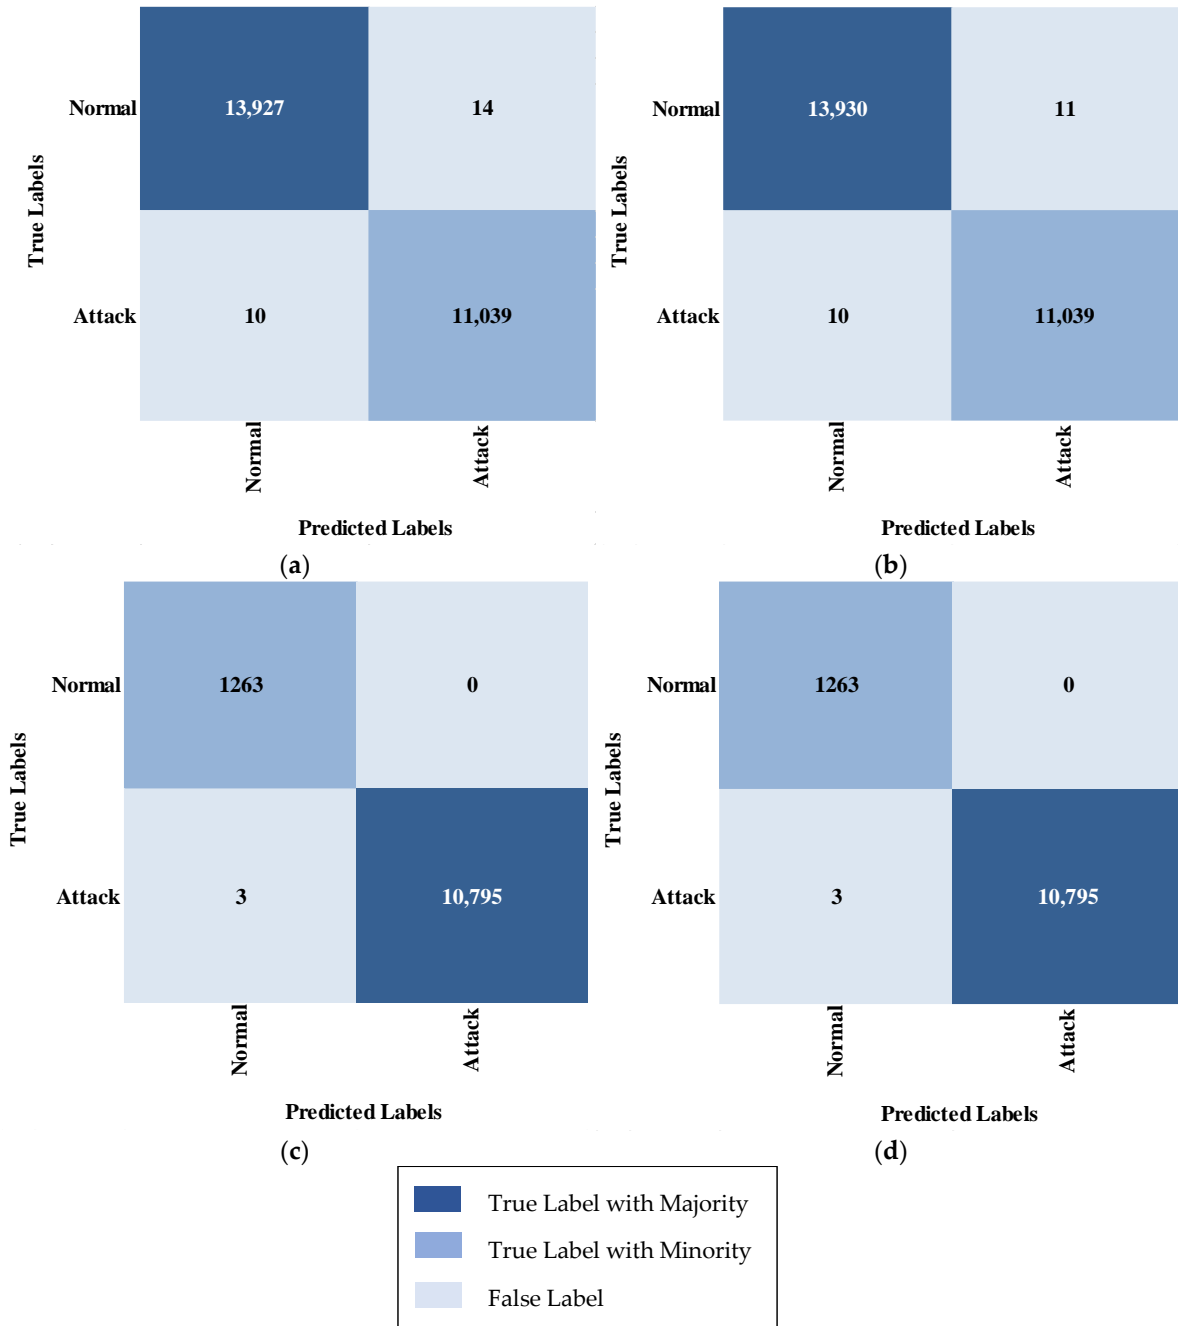 Normal
13,927
14
True Labels
Attack
10
11,039
Normal
Attack
Predicted Labels
(a)
Normal
13,930
11
True Labels
Attack
10
11,039
Normal
Attack
Predicted Labels
(b)
Normal
1263
0
True Labels
Attack
3
10,795
Normal
Attack
Predicted Labels
(c)
Normal
1263
0
True Labels
Attack
3
10,795
Normal
Attack
Predicted Labels
(d)
True Label with Majority
True Label with Minority
False Label